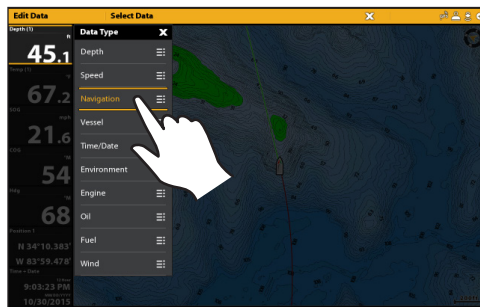 Edit Data
Select Data
X
Depth (1)
ft
45.1
Temp (1)
67.2
SOG
mph
21.6
COG
°M
54
Hdg
°M
68
Position 1
N 34°10.383'
W 83°59.478'
Time + Date
9:03:23 PM
10/30/2015
Data Type
X
Depth
Speed
Navigation
Vessel
Time/Date
Environment
Engine
Oil
Fuel
Wind